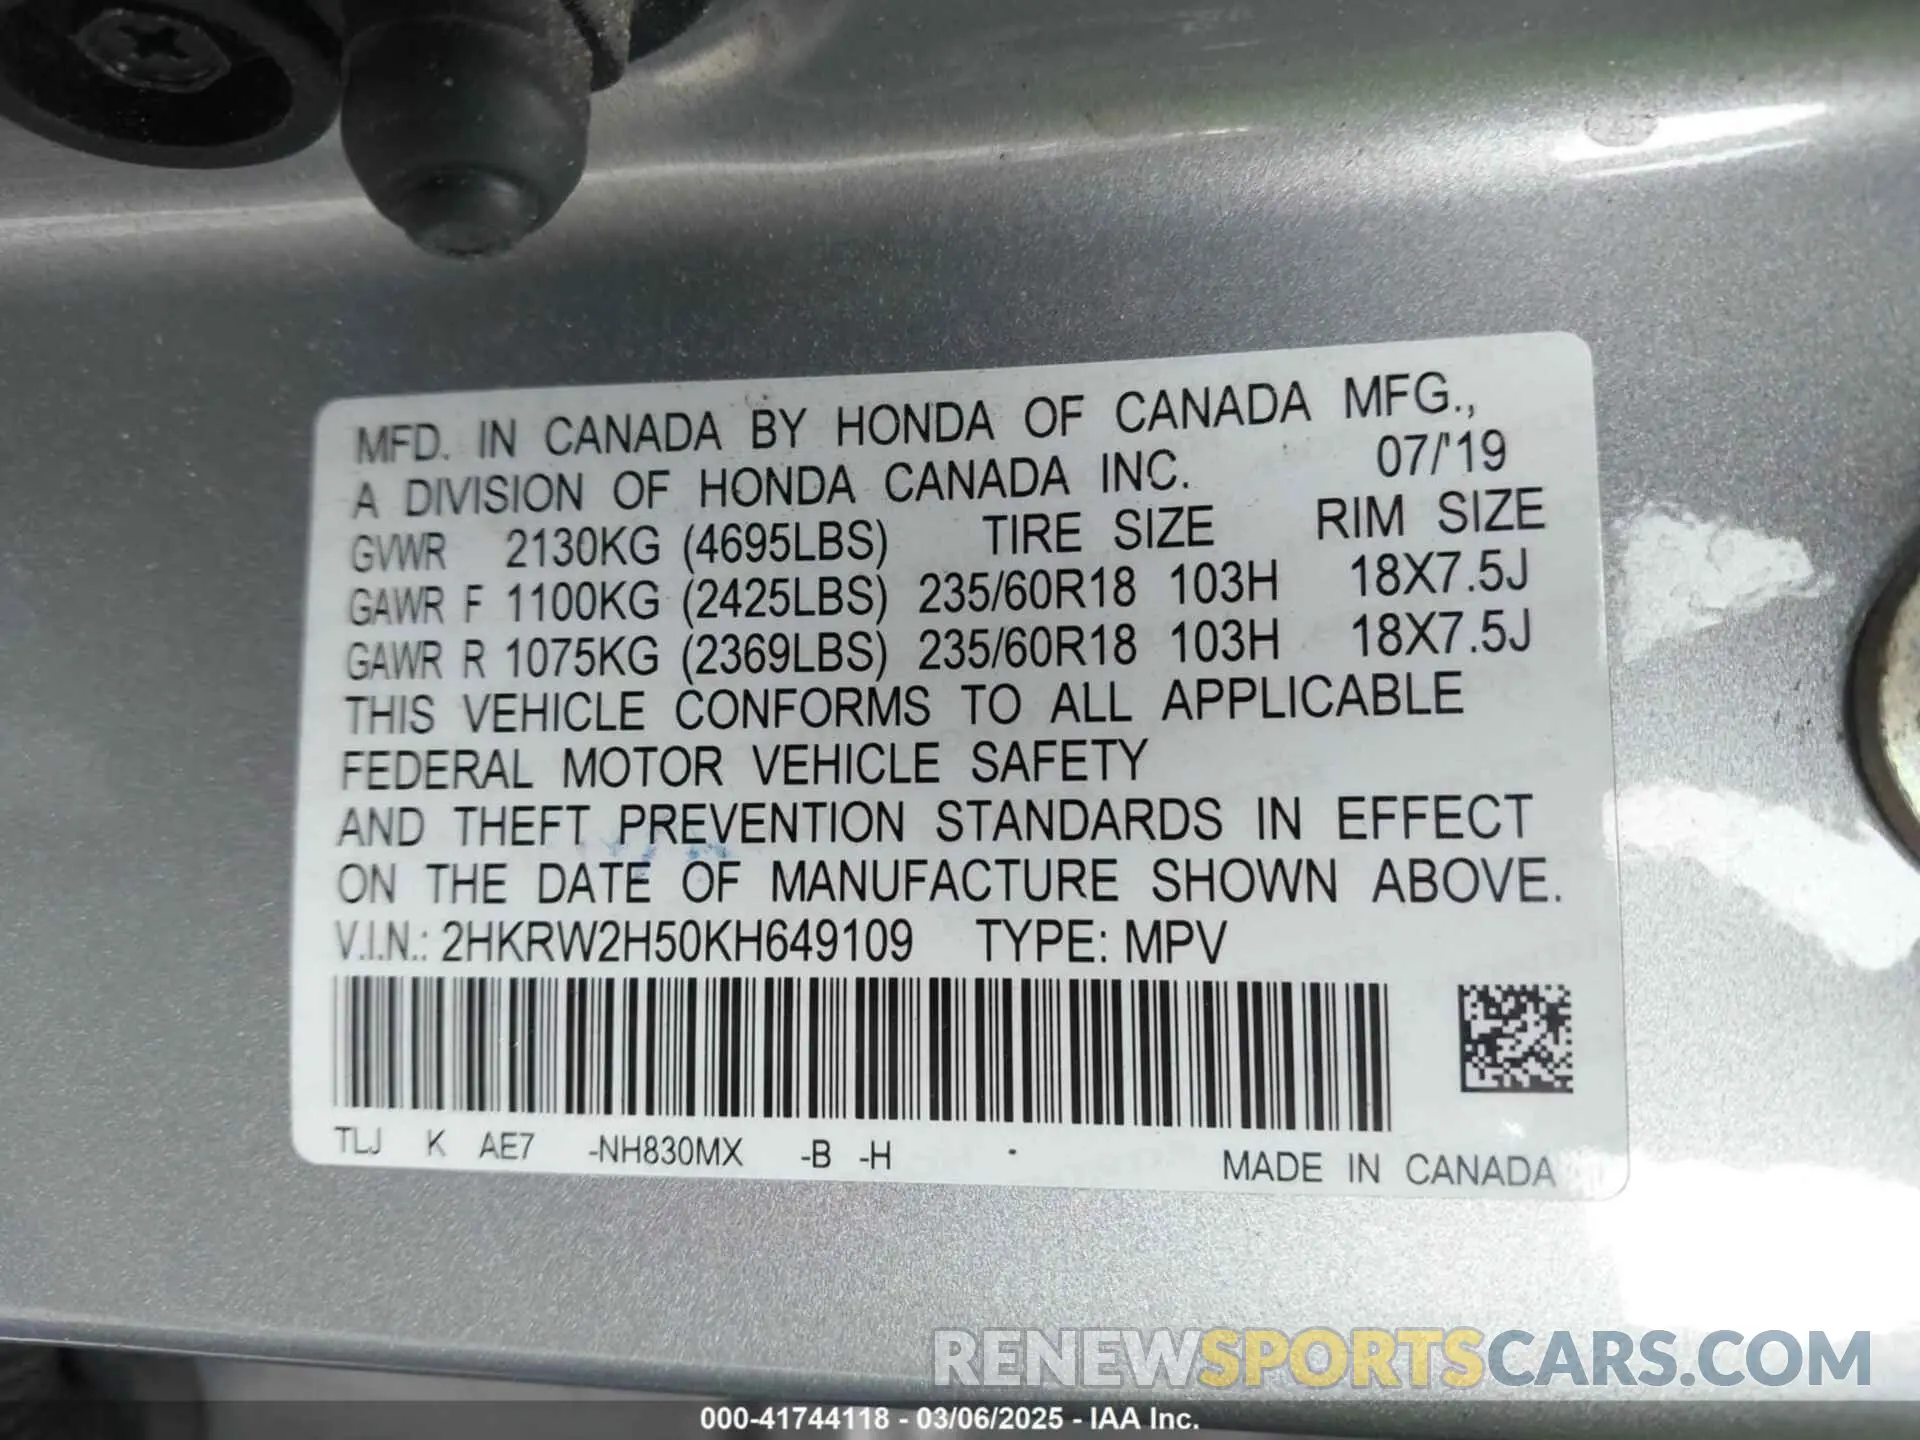 MFD. IN CANADA BY HONDA OF CANADA MFG.,
A DIVISION OF HONDA CANADA INC. 07/'19
GVWR 2130KG (4695LBS) TIRE SIZE RIM SIZE
GAWR F 1100KG (2425LBS) 235/60R18 103H 18X7.5J
GAWR R 1075KG (2369LBS) 235/60R18 103H 18X7.5J
THIS VEHICLE CONFORMS TO ALL APPLICABLE
FEDERAL MOTOR VEHICLE SAFETY
AND THEFT PREVENTION STANDARDS IN EFFECT
ON THE DATE OF MANUFACTURE SHOWN ABOVE.
V.I.N.: 2HKRW2H50KH649109 TYPE: MPV
TLJ K AE7 -NH830MX -B -H -
MADE IN CANADA
RENEWSPORTSCARS.COM
000-41744118 - 03/06/2025 - IAA Inc.